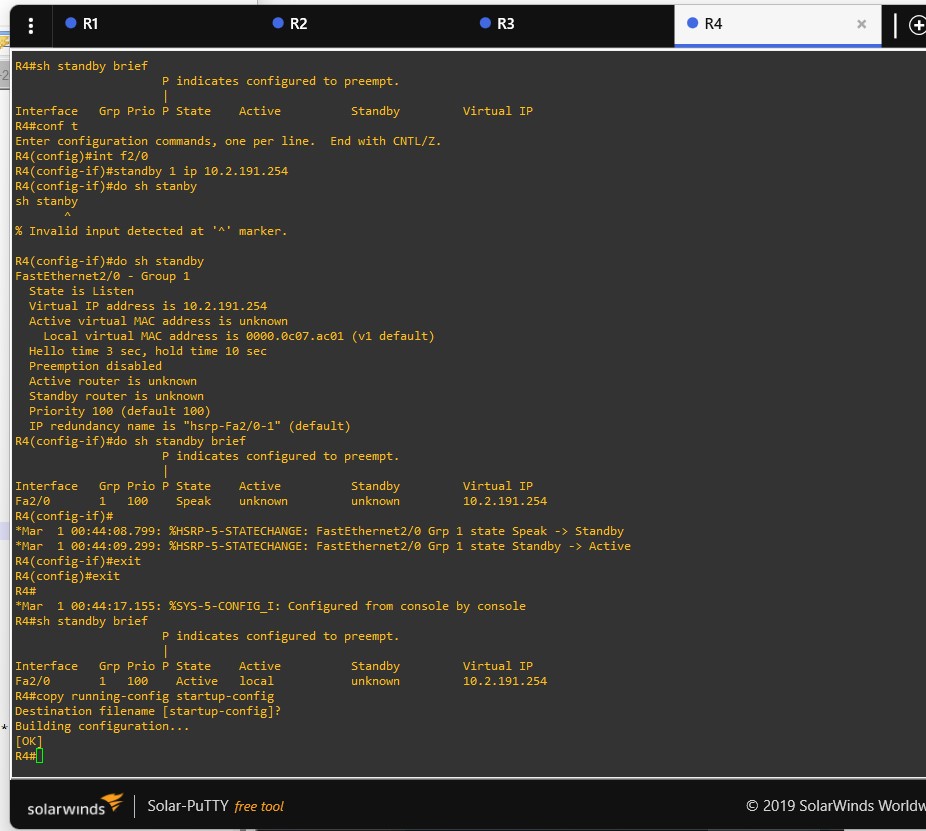 R1 R2 R3 R4 ×
R4#sh standby brief
                     P indicates configured to preempt.
                     |
Interface   Grp Prio P State    Active          Standby         Virtual IP
R4#conf t
Enter configuration commands, one per line.  End with CNTL/Z.
R4(config)#int f2/0
R4(config-if)#standby 1 ip 10.2.191.254
R4(config-if)#do sh stanby
sh stanby
       ^
% Invalid input detected at '^' marker.

R4(config-if)#do sh standby
FastEthernet2/0 - Group 1
  State is Listen
  Virtual IP address is 10.2.191.254
  Active virtual MAC address is unknown
    Local virtual MAC address is 0000.0c07.ac01 (v1 default)
  Hello time 3 sec, hold time 10 sec
  Preemption disabled
  Active router is unknown
  Standby router is unknown
  Priority 100 (default 100)
  IP redundancy name is "hsrp-Fa2/0-1" (default)
R4(config-if)#do sh standby brief
                     P indicates configured to preempt.
                     |
Interface   Grp Prio P State    Active          Standby         Virtual IP
Fa2/0       1   100    Speak    unknown         unknown         10.2.191.254
R4(config-if)#
*Mar  1 00:44:08.799: %HSRP-5-STATECHANGE: FastEthernet2/0 Grp 1 state Speak -> Standby
*Mar  1 00:44:09.299: %HSRP-5-STATECHANGE: FastEthernet2/0 Grp 1 state Standby -> Active
R4(config-if)#exit
R4(config)#exit
R4#
*Mar  1 00:44:17.155: %SYS-5-CONFIG_I: Configured from console by console
R4#sh standby brief
                     P indicates configured to preempt.
                     |
Interface   Grp Prio P State    Active          Standby         Virtual IP
Fa2/0       1   100    Active   local           unknown         10.2.191.254
R4#copy running-config startup-config
Destination filename [startup-config]?
Building configuration...
[OK]
R4#
solarwinds Solar-PuTTY free tool © 2019 SolarWinds Worldw